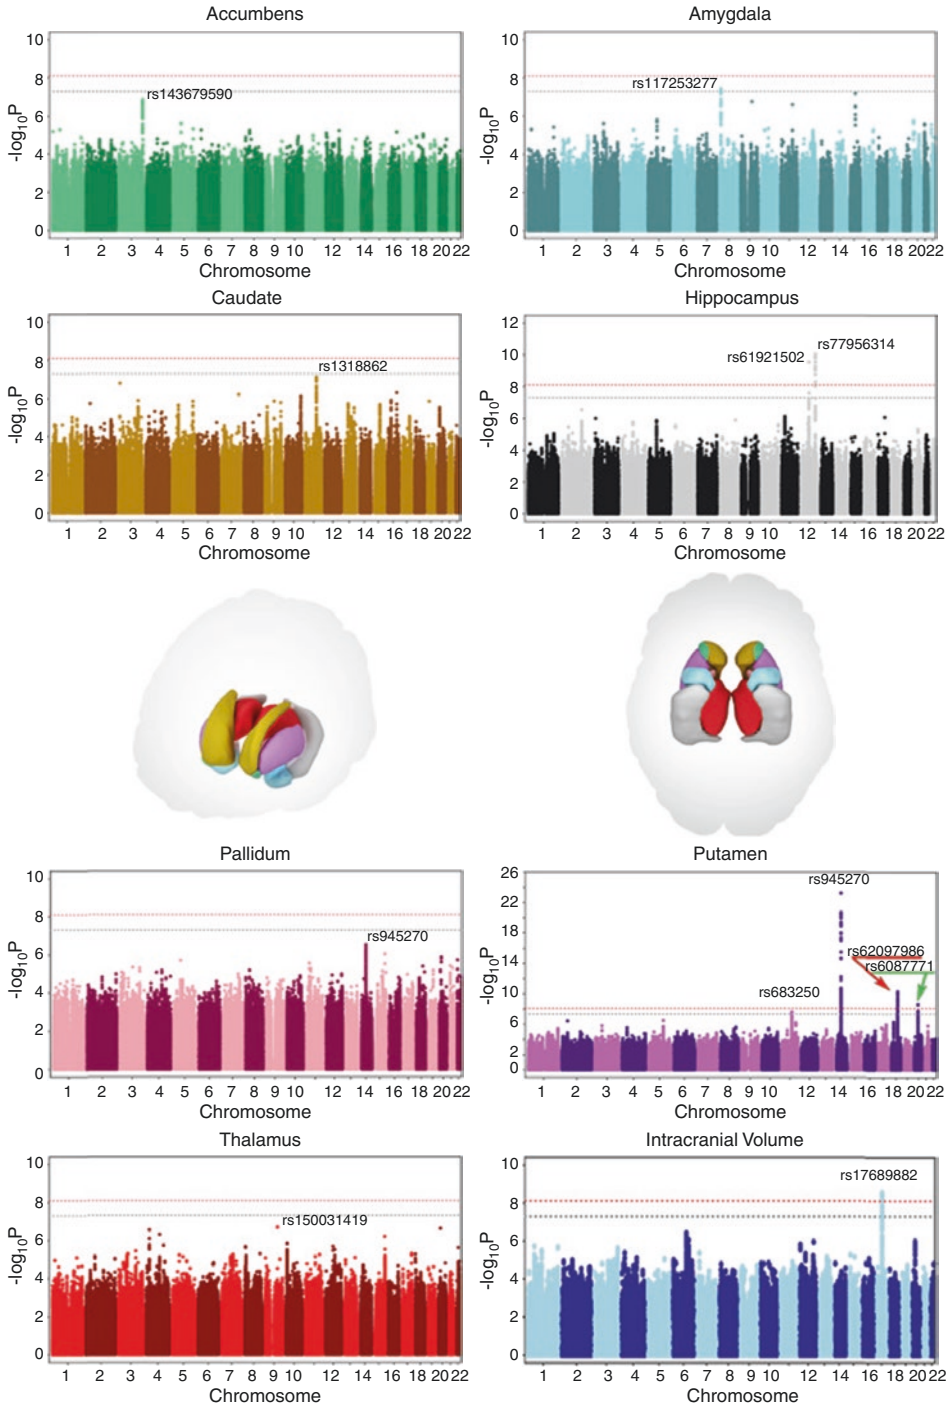 Accumbens
10
8
6
4
2
0
-log10P
rs143679590
1 2 3 4 5 6 7 8 10 12 14 16 18 20 22
Chromosome
Amygdala
10
8
6
4
2
0
-log10P
rs117253277
1 2 3 4 5 6 7 8 9 10 12 14 16 18 20 22
Chromosome
Caudate
10
8
6
4
2
0
-log10P
rs1318862
1 2 3 4 5 6 7 8 10 12 14 16 18 20 22
Chromosome
Hippocampus
12
10
8
6
4
2
0
-log10P
rs77956314
rs61921502
1 2 3 4 5 6 7 8 9 10 12 14 16 18 20 22
Chromosome
Pallidum
10
8
6
4
2
0
-log10P
rs945270
1 2 3 4 5 6 7 8 10 12 14 16 18 20 22
Chromosome
Putamen
26
22
18
14
10
6
2
0
-log10P
rs945270
rs62097986
rs6087771
rs683250
1 2 3 4 5 6 7 8 9 10 12 14 18 20 22
Chromosome
Thalamus
10
8
6
4
2
0
-log10P
rs150031419
1 2 3 4 5 6 7 8 9 10 12 14 16 18 20 22
Chromosome
Intracranial Volume
10
8
6
4
2
0
-log10P
rs17689882
1 2 3 4 5 6 7 8 9 10 12 14 16 18 20 22
Chromosome